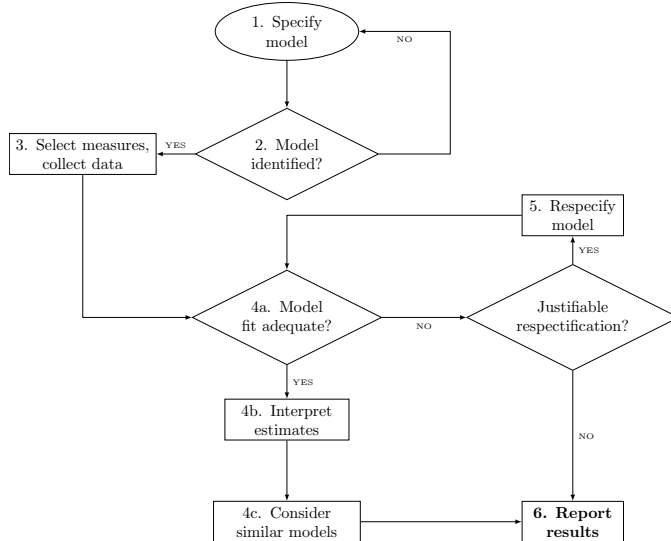 1. Specify
model
NO
2. Model
identified?
YES
3. Select measures,
collect data
5. Respecify
model
YES
4a. Model
fit adequate?
NO
Justifiable
respectification?
YES
4b. Interpret
estimates
NO
4c. Consider
similar models
6. Report
results